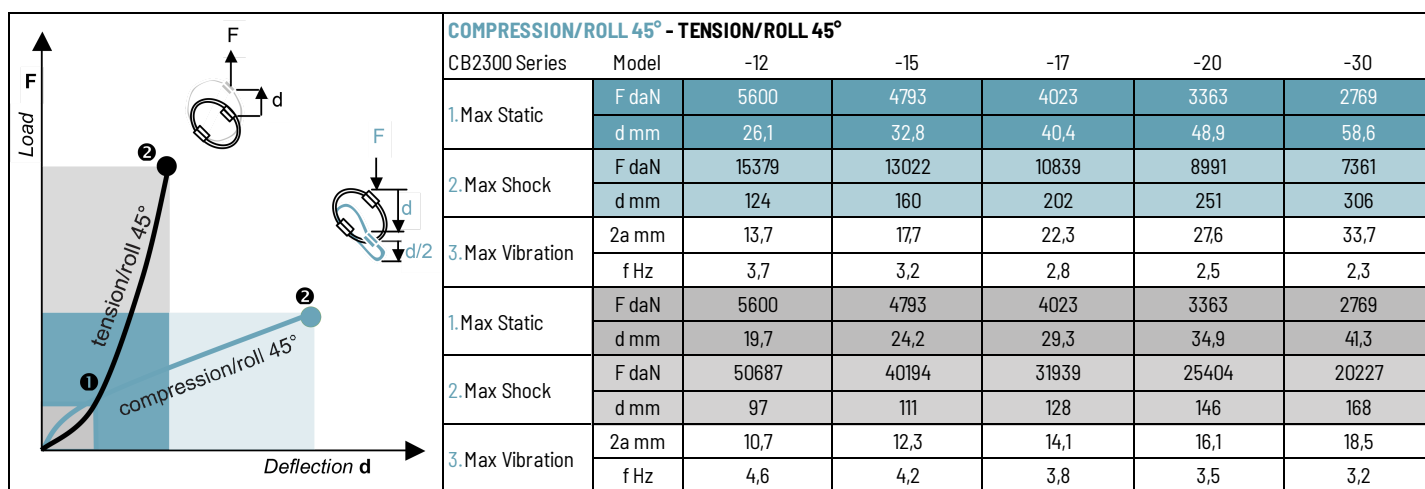 F
Load
F
d
F
d
d/2
❷
tension/roll 45°
❷
❶
compression/roll 45°
Deflection d
COMPRESSION/ROLL 45° - TENSION/ROLL 45°
CB2300 Series Model -12 -15 -17 -20 -30
1.Max Static F daN 5600 4793 4023 3363 2769
d mm 26,1 32,8 40,4 48,9 58,6
2.Max Shock F daN 15379 13022 10839 8991 7361
d mm 124 160 202 251 306
3.Max Vibration 2a mm 13,7 17,7 22,3 27,6 33,7
f Hz 3,7 3,2 2,8 2,5 2,3
1.Max Static F daN 5600 4793 4023 3363 2769
d mm 19,7 24,2 29,3 34,9 41,3
2.Max Shock F daN 50687 40194 31939 25404 20227
d mm 97 111 128 146 168
3.Max Vibration 2a mm 10,7 12,3 14,1 16,1 18,5
f Hz 4,6 4,2 3,8 3,5 3,2